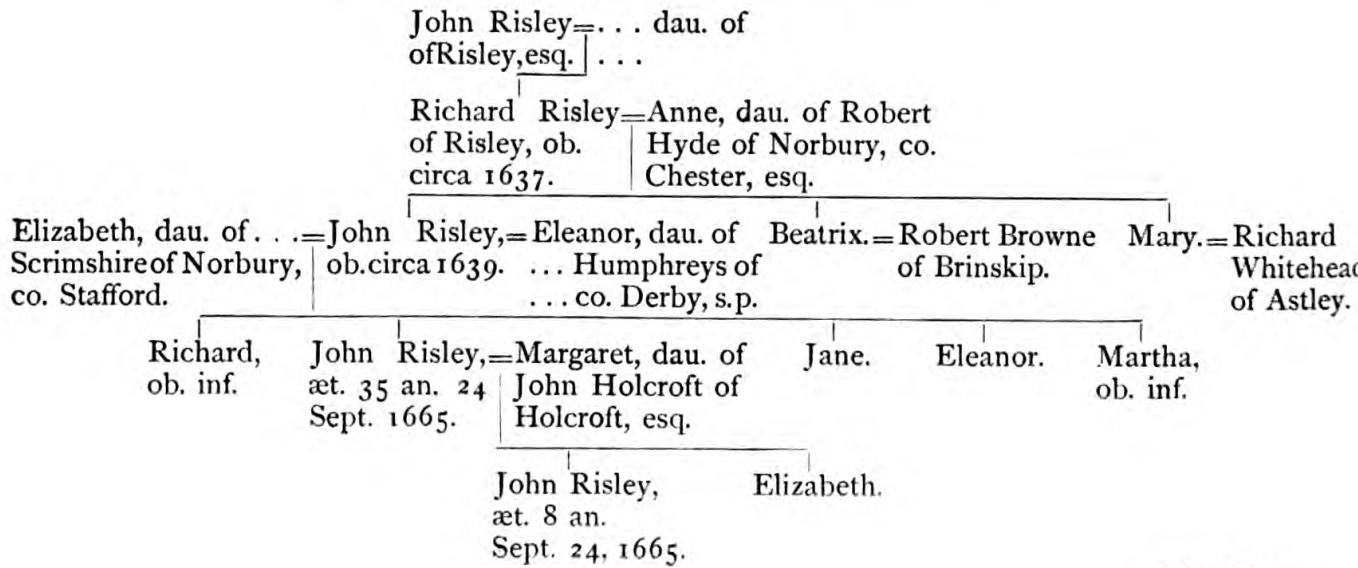 John Risley=. . . dau. of
ofRisley,esq. . . .
Richard Risley=Anne, dau. of Robert
of Risley, ob. Hyde of Norbury, co.
circa 1637. Chester, esq.
Elizabeth, dau. of . . .=John Risley,=Eleanor, dau. of Beatrix.=Robert Browne Mary.=Richard
Scrimshire of Norbury, ob. circa 1639. ... Humphreys of of Brinskip. Whitehead
co. Stafford. ... co. Derby, s.p. of Astley.
Richard, John Risley,=Margaret, dau. of Jane. Eleanor. Martha,
ob. inf. æt. 35 an. 24 John Holcroft of ob. inf.
Sept. 1665. Holcroft, esq.
John Risley, Elizabeth.
æt. 8 an.
Sept. 24, 1665.